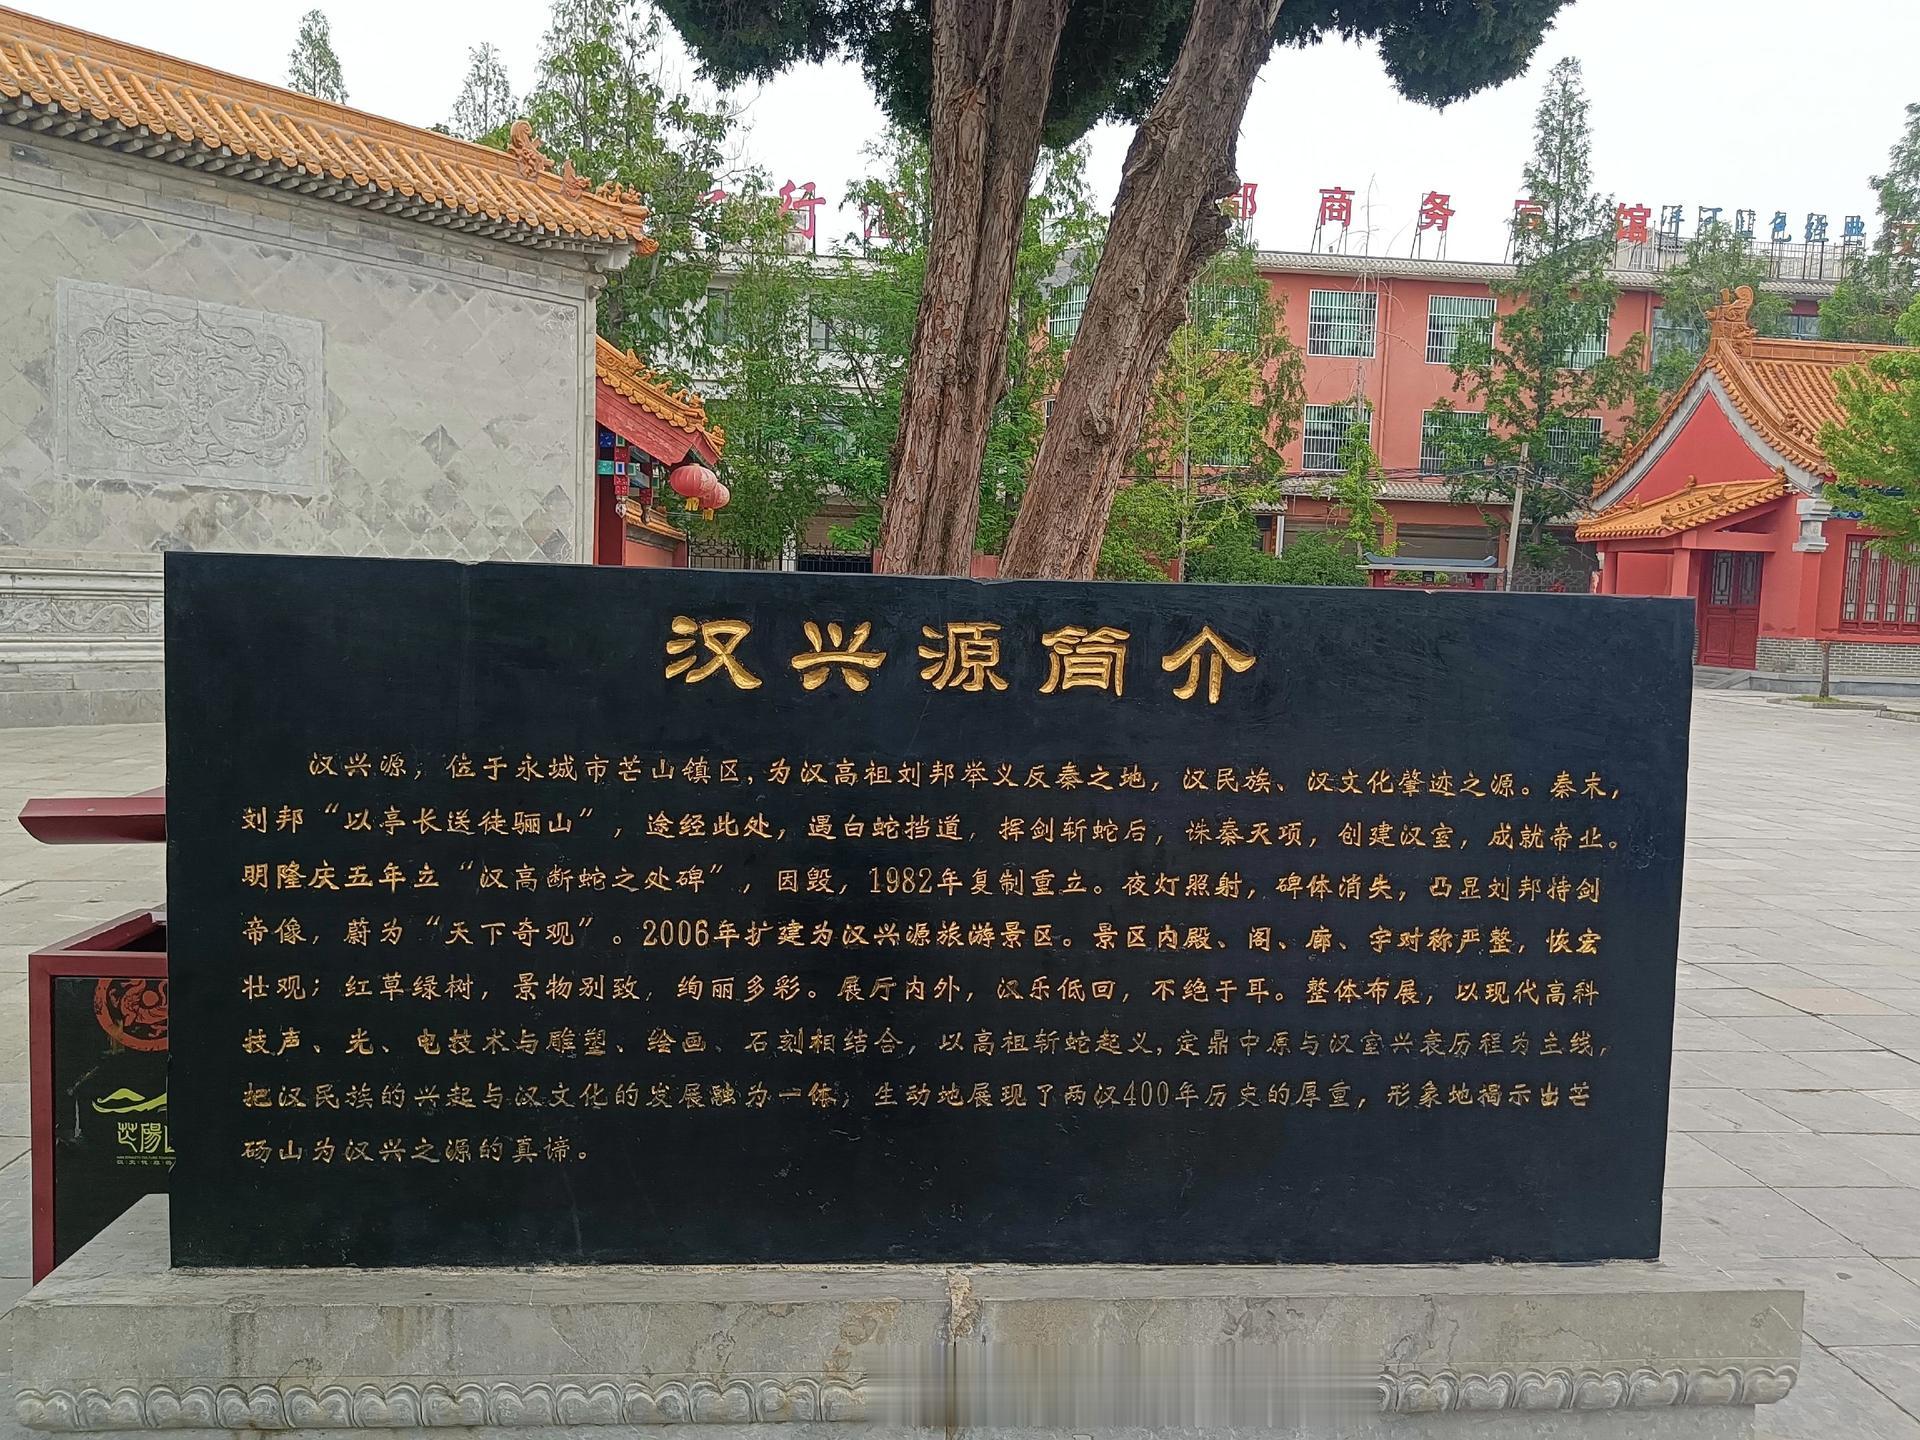 行
部商务宾馆
洋河蓝色经典
汉兴源简介
汉兴源，位于永城市芒山镇区，为汉高祖刘邦举义反秦之地，汉民族、汉文化肇迹之源。秦末，
刘邦“以亭长送徒骊山”，途经此处，遇白蛇挡道，挥剑斩蛇后，诛秦灭项，创建汉室，成就帝业。
明隆庆五年立“汉高断蛇之处碑”，因毁，1982年复制重立。夜灯照射，碑体消失，凸显刘邦持剑
帝像，蔚为“天下奇观”。2006年扩建为汉兴源旅游景区。景区内殿、阁、廊、宇对称严整，恢宏
壮观；红草绿树，景物别致，绚丽多彩。展厅内外，汉乐低回，不绝于耳。整体布展，以现代高科
技声、光、电技术与雕塑、绘画、石刻相结合，以高祖斩蛇起义，定鼎中原与汉室兴衰历程为主线，
把汉民族的兴起与汉文化的发展融为一体，生动地展现了两汉400年历史的厚重，形象地揭示出芒
砀山为汉兴之源的真谛。
芒陽